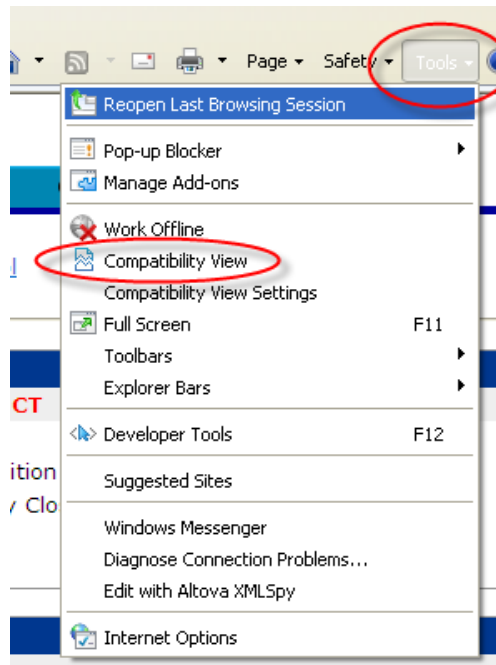 Page Safety Tools
Reopen Last Browsing Session
Pop-up Blocker
Manage Add-ons
Work Offline
Compatibility View
Compatibility View Settings
Full Screen F11
Toolbars
Explorer Bars
CT
Developer Tools F12
ition
Suggested Sites
y Clo
Windows Messenger
Diagnose Connection Problems...
Edit with Altova XMLSpy
Internet Options